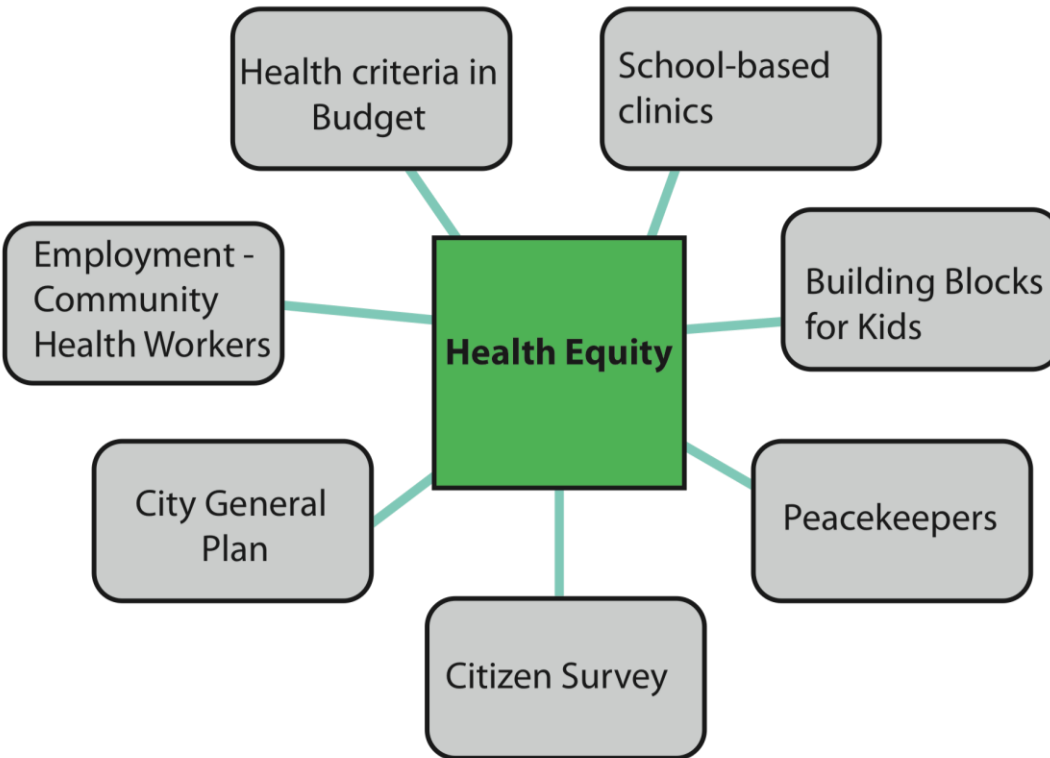 Health criteria in
Budget
School-based
clinics
Employment -
Community
Health Workers
Building Blocks
for Kids
Health Equity
City General
Plan
Peacekeepers
Citizen Survey